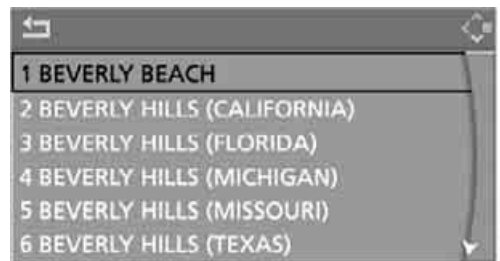 1 BEVERLY BEACH
2 BEVERLY HILLS (CALIFORNIA)
3 BEVERLY HILLS (FLORIDA)
4 BEVERLY HILLS (MICHIGAN)
5 BEVERLY HILLS (MISSOURI)
6 BEVERLY HILLS (TEXAS)